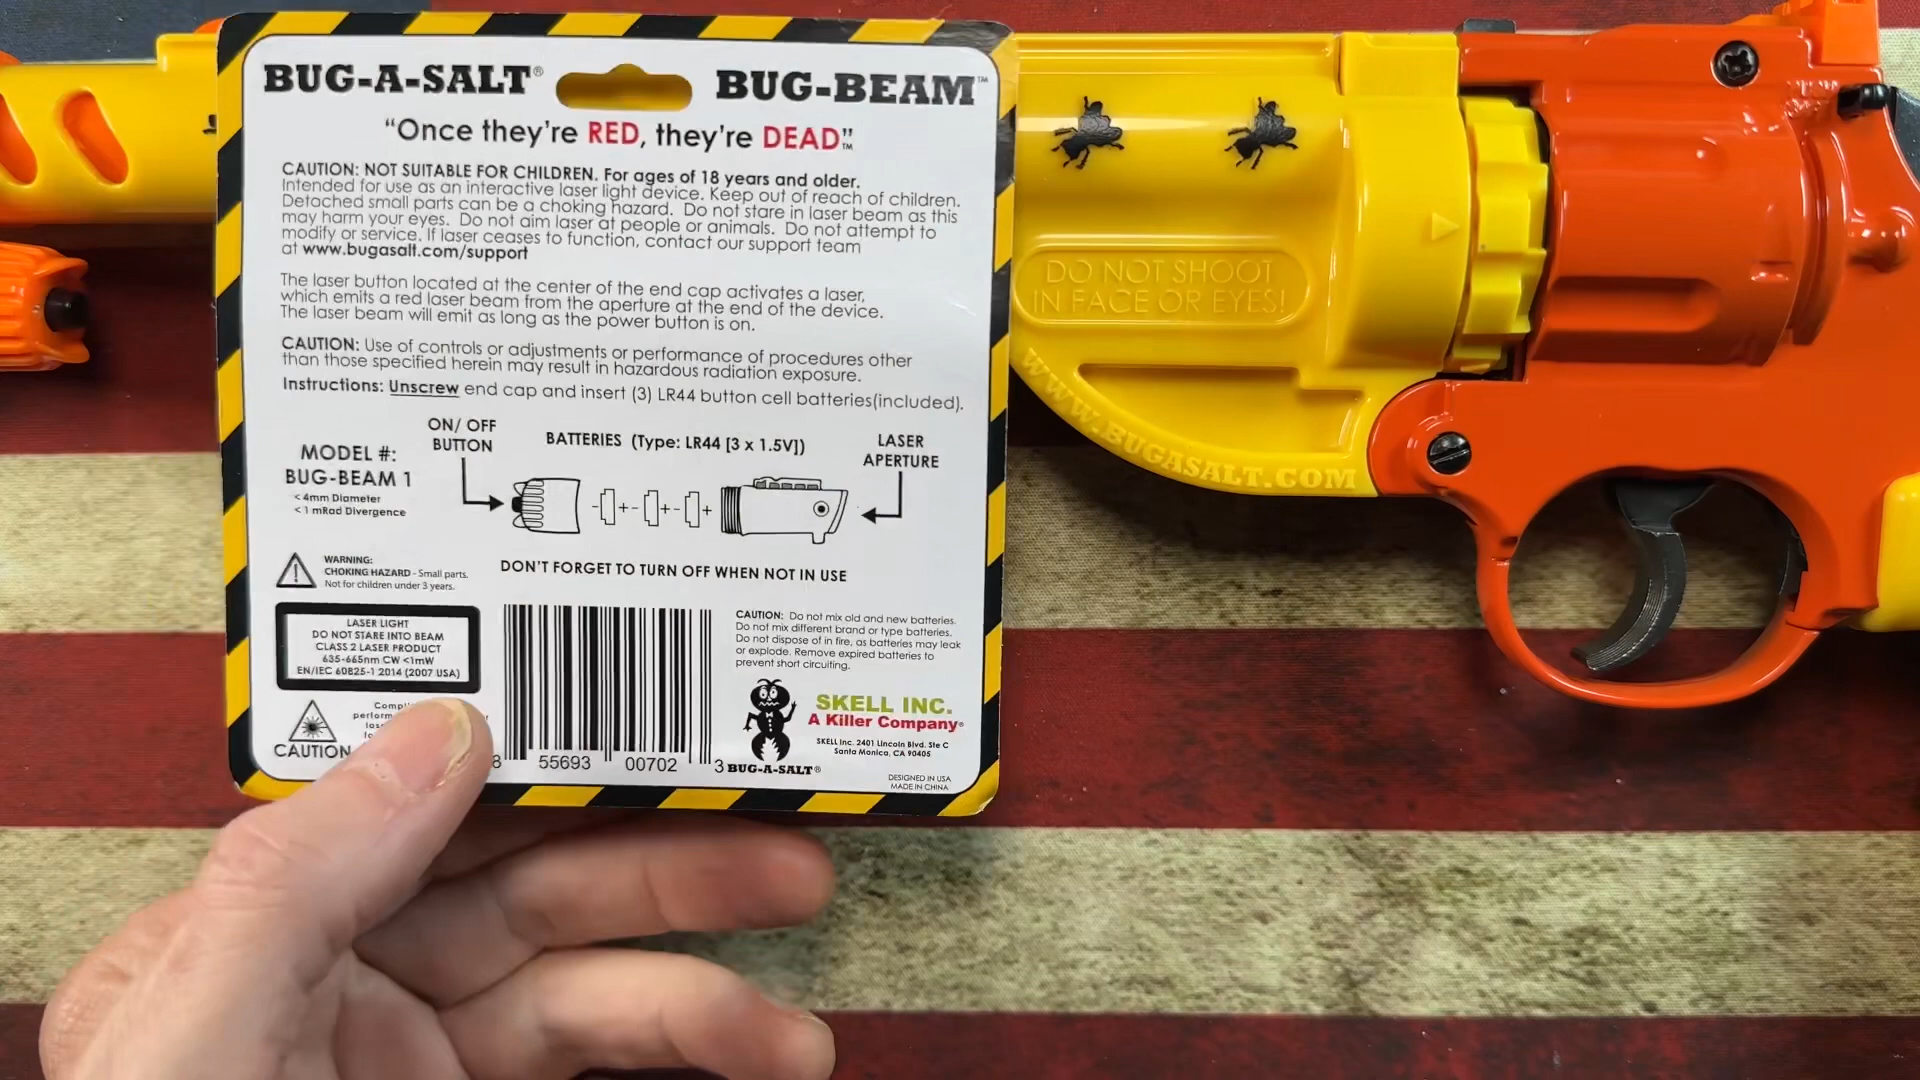 BUG-A-SALT® BUG-BEAM™
“Once they’re RED, they’re DEAD!”™
CAUTION: NOT SUITABLE FOR CHILDREN. For ages of 18 years and older.
Intended for use as an interactive laser light device. Keep out of reach of children.
Detached small parts can be a choking hazard. Do not stare in laser beam as this
may harm your eyes. Do not aim laser at people or animals. Do not attempt to
modify or service. If laser ceases to function, contact our support team
at www.bugasalt.com/support
The laser button located at the center of the end cap activates a laser,
which emits a red laser beam from the aperture at the end of the device.
The laser beam will emit as long as the power button is on.
CAUTION: Use of controls or adjustments or performance of procedures other
than those specified herein may result in hazardous radiation exposure.
Instructions: Unscrew end cap and insert (3) LR44 button cell batteries(included).
ON/ OFF
BUTTON
BATTERIES (Type: LR44 [3 x 1.5V])
LASER
APERTURE
MODEL #:
BUG-BEAM 1
< 4mm Diameter
< 1 mRad Divergence
-+-+-+
WARNING:
CHOKING HAZARD - Small parts.
Not for children under 3 years.
DON'T FORGET TO TURN OFF WHEN NOT IN USE
LASER LIGHT
DO NOT STARE INTO BEAM
CLASS 2 LASER PRODUCT
635-665nm CW <1mW
EN/IEC 60825-1 2014 (2007 USA)
CAUTION
8 55693 00702 3
CAUTION: Do not mix old and new batteries.
Do not mix different brand or type batteries.
Do not dispose of in fire, as batteries may leak
or explode. Remove expired batteries to
prevent short circuiting.
SKELL INC.
A Killer Company®
SKELL Inc. 2401 Lincoln Blvd. Ste C
Santa Monica, CA 90405
BUG-A-SALT®
DESIGNED IN USA
MADE IN CHINA
DO NOT SHOOT
IN FACE OR EYES!
WWW.BUGASALT.COM